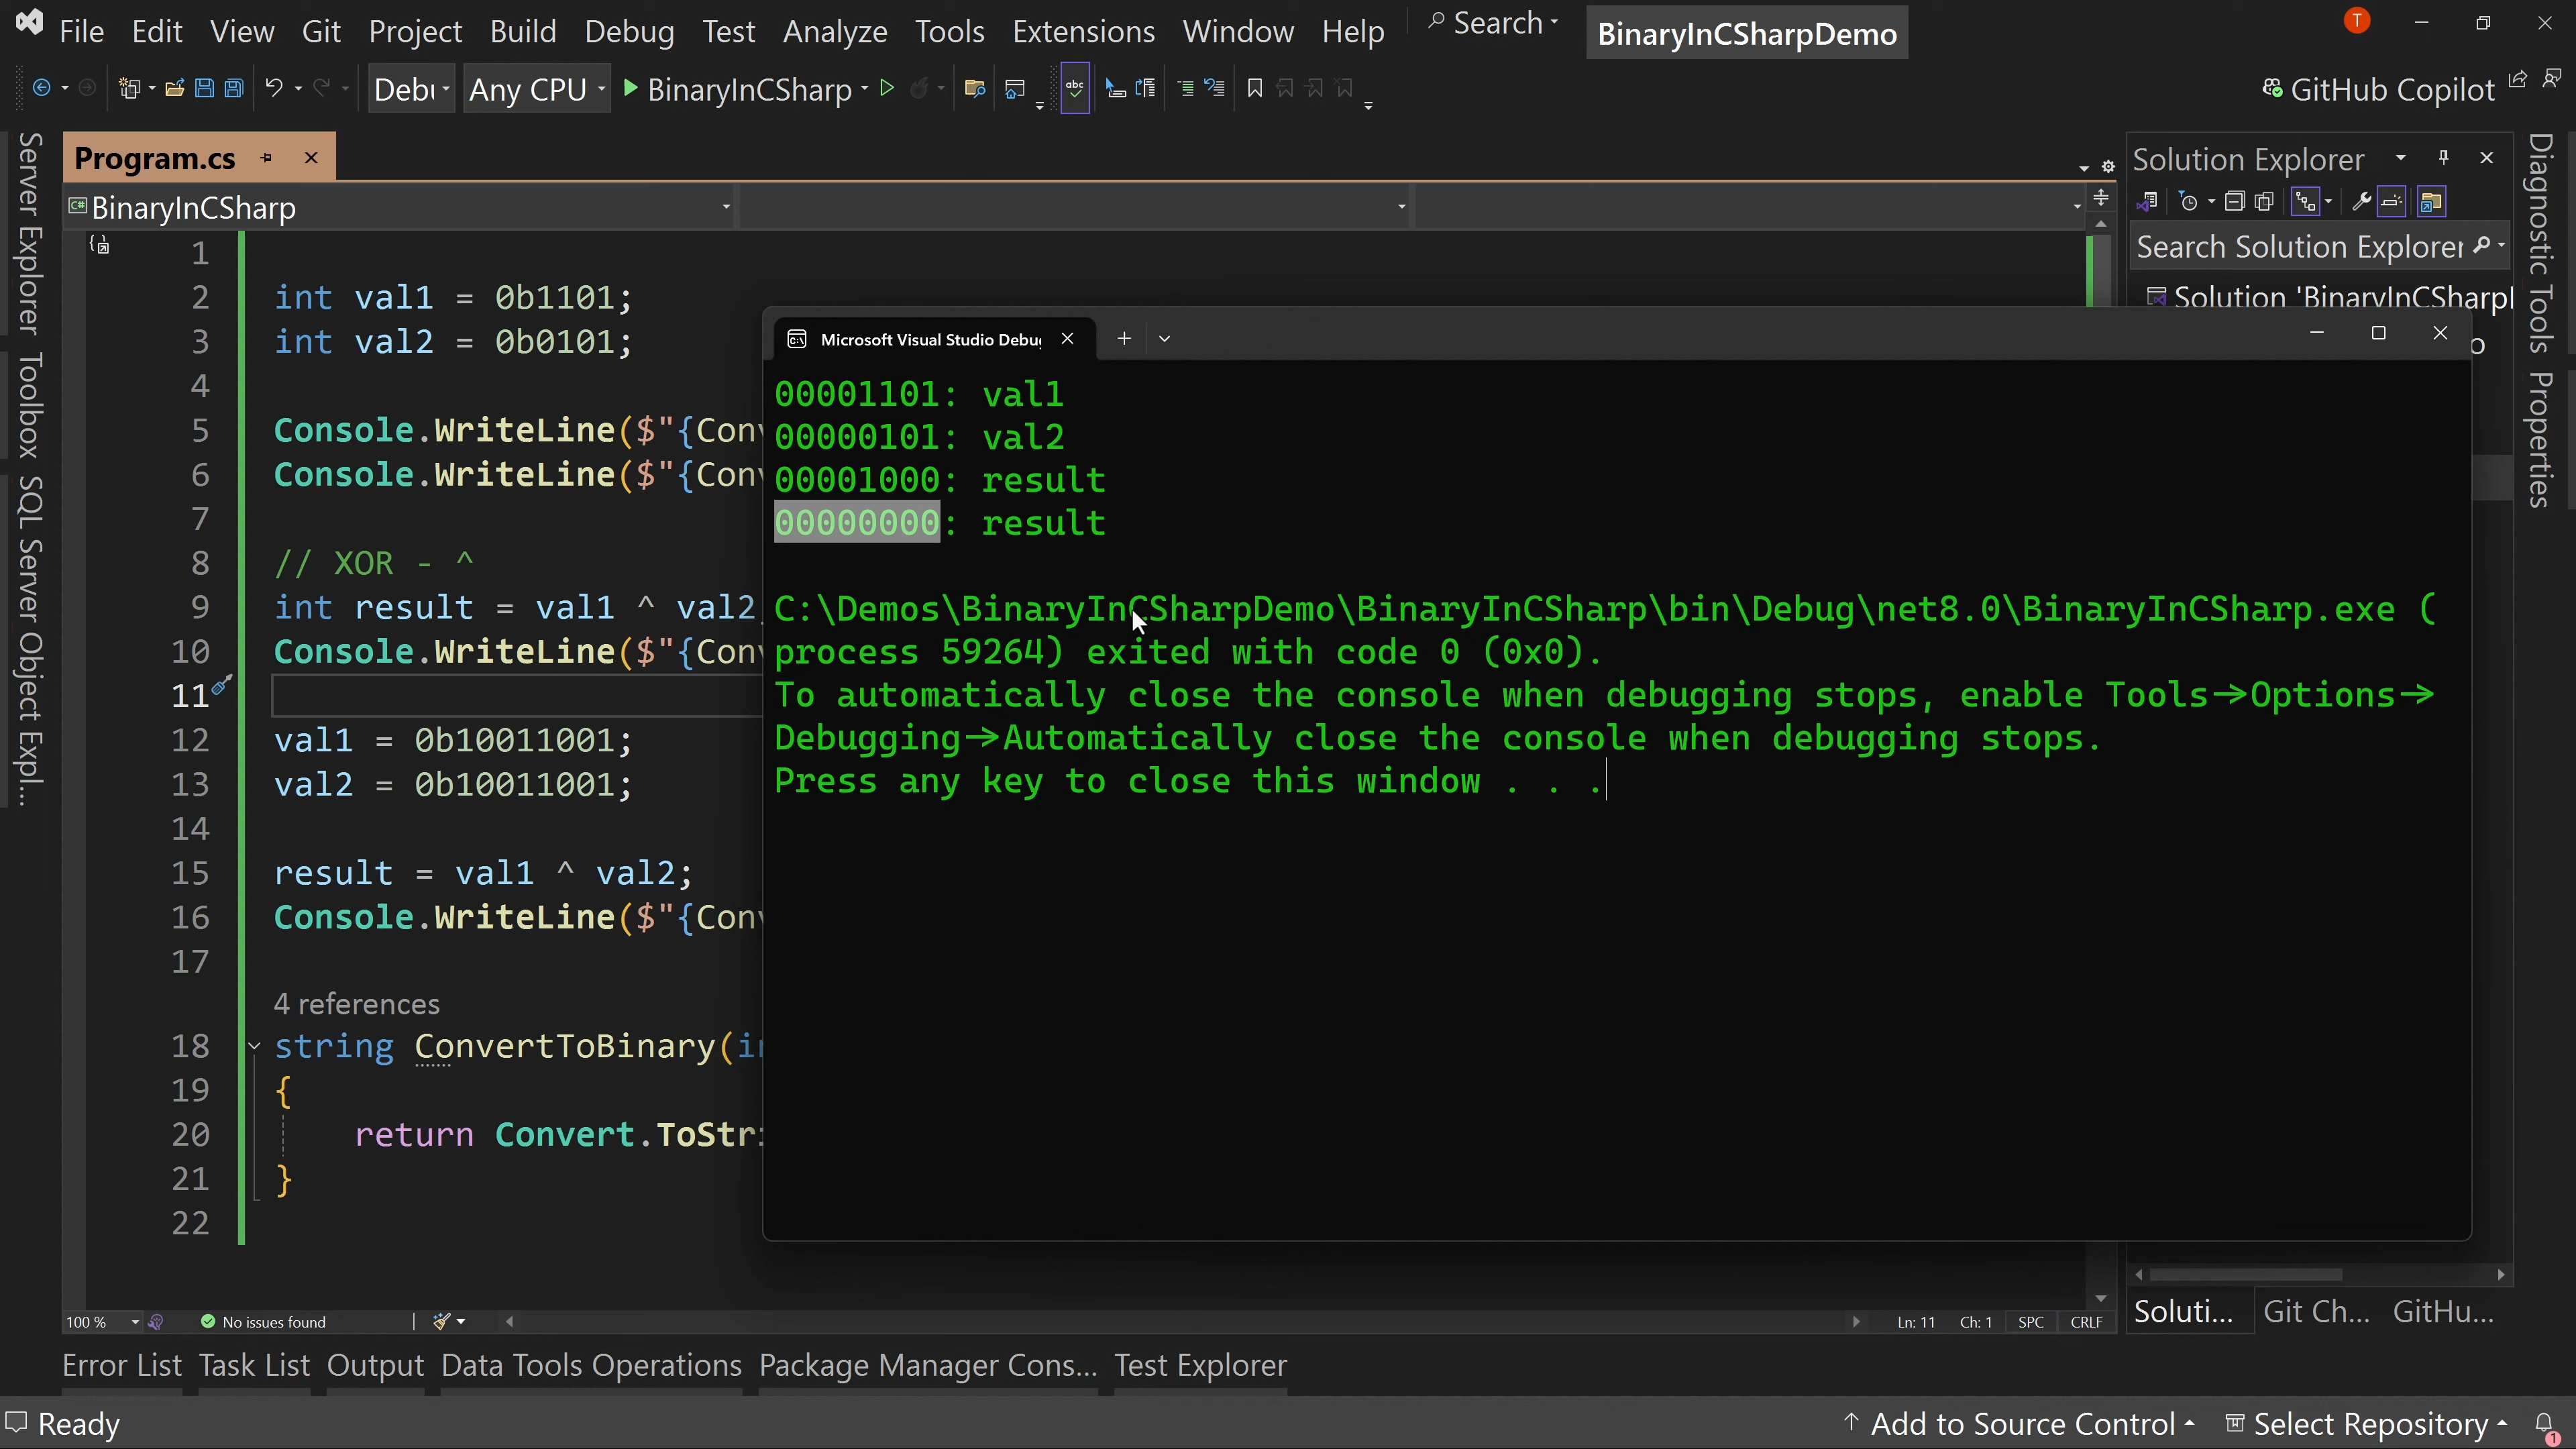 File Edit View Git Project Build Debug Test Analyze Tools Extensions Window Help Search BinaryInCSharpDemo T
Debu Any CPU BinaryInCSharp abc GitHub Copilot
Server Explorer Toolbox SQL Server Object Expl...
Program.cs
C# BinaryInCSharp
1
2 int val1 = 0b1101;
3 int val2 = 0b0101;
4
5 Console.WriteLine($"{Con
6 Console.WriteLine($"{Con
7
8 // XOR - ^
9 int result = val1 ^ val2
10 Console.WriteLine($"{Con
11
12 val1 = 0b10011001;
13 val2 = 0b10011001;
14
15 result = val1 ^ val2;
16 Console.WriteLine($"{Con
17
4 references
18 string ConvertToBinary(i
19 {
20 return Convert.ToStr
21 }
22
Microsoft Visual Studio Debu
00001101: val1
00000101: val2
00001000: result
00000000: result
C:\Demos\BinaryInCSharpDemo\BinaryInCSharp\bin\Debug\net8.0\BinaryInCSharp.exe (
process 59264) exited with code 0 (0x0).
To automatically close the console when debugging stops, enable Tools->Options->
Debugging->Automatically close the console when debugging stops.
Press any key to close this window . . .
Solution Explorer
Search Solution Explorer
Solution 'BinaryInCSharp
o
Diagnostic Tools Properties
100 % No issues found Ln: 11 Ch: 1 SPC CRLF
Soluti... Git Ch... GitHu...
Error List Task List Output Data Tools Operations Package Manager Cons... Test Explorer
Ready Add to Source Control Select Repository 1